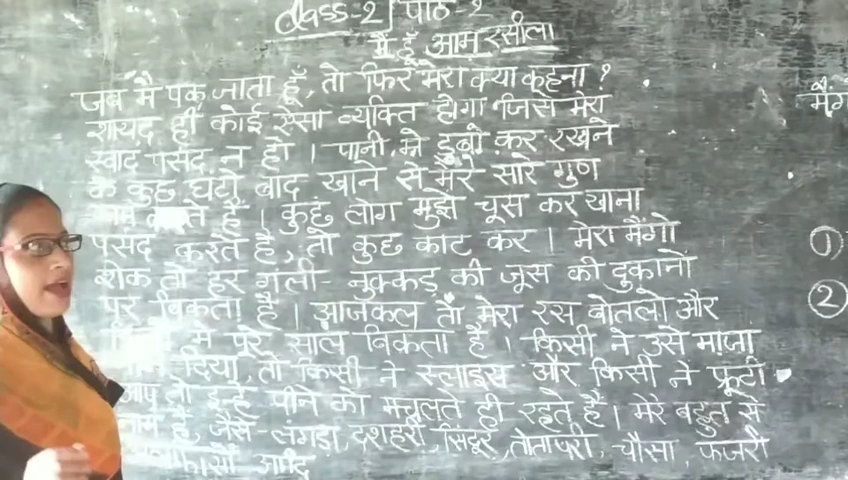 Class-2 | पाठ-2
मैं हूँ आम रसीला
जब मैं पक जाता हूँ, तो फिर मेरा क्या कहना ?
शायद ही कोई ऐसा व्यक्ति होगा जिसे मेरा
स्वाद पसंद न हो । पानी में डुबो कर रखने
के कुछ घंटों बाद खाने से मेरे सारे गुण
हैं । कुछ लोग मुझे चूस कर खाना
पसंद करते है, तो कुछ काट कर । मेरा मैंगो
शेक तो हर गली-नुक्कड़ की जूस की दुकानों
पर बिकता है । आजकल तो मेरा रस बोतलों और
में पूरे साल बिकता है । किसी ने उसे माजा
दिया, तो किसी ने स्लाइस और किसी ने फ्रूटी
आप तो इन्हें पीने को मचलते ही रहते हैं । मेरे बहुत से
नाम हैं, जैसे-लंगड़ा, दशहरी, सिंदूरी, तोतापरी, चौसा, फजरी
आदि
①
②